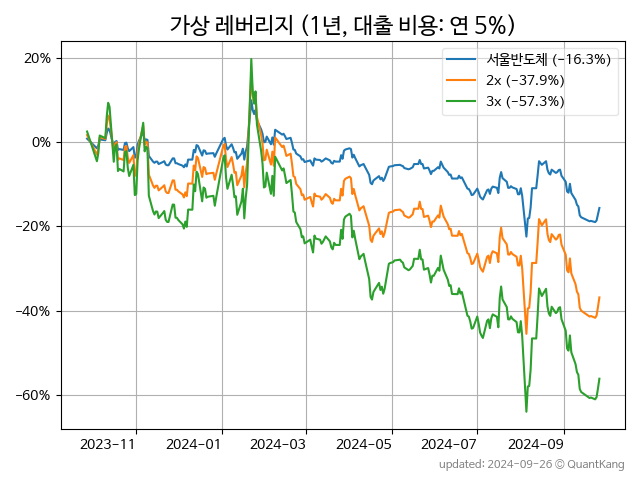 가상 레버리지 (1년, 대출 비용: 연 5%)
서울반도체 (-16.3%)
2x (-37.9%)
3x (-57.3%)
20%
0%
-20%
-40%
-60%
2023-11 2024-01 2024-03 2024-05 2024-07 2024-09
updated: 2024-09-26 © QuantKang